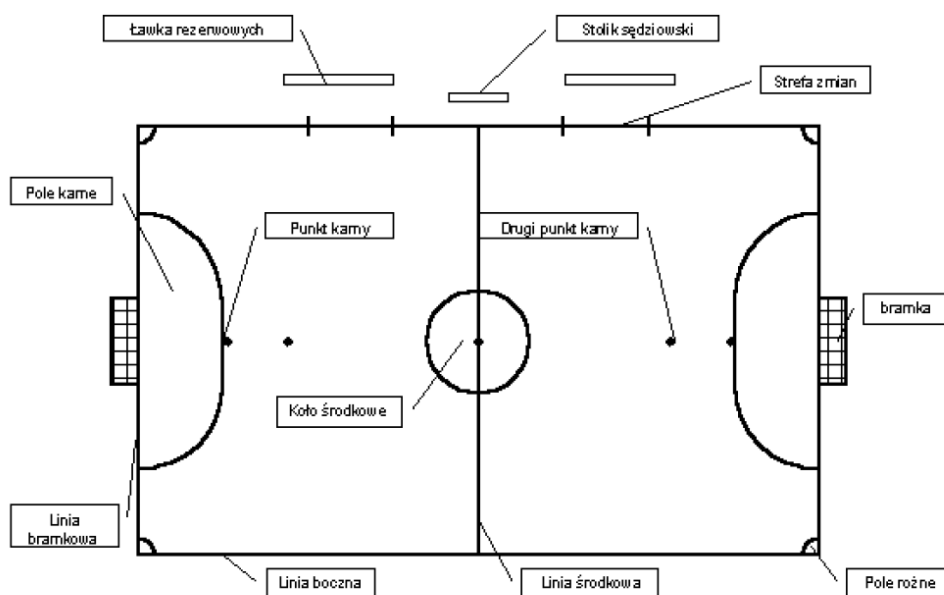 Ławka rezerwowych
Stolik sędziowski
Strefa zmian
Pole karne
Punkt karny
Drugi punkt karny
bramka
Koło środkowe
Linia
bramkowa
Linia boczna
Linia środkowa
Pole rożne